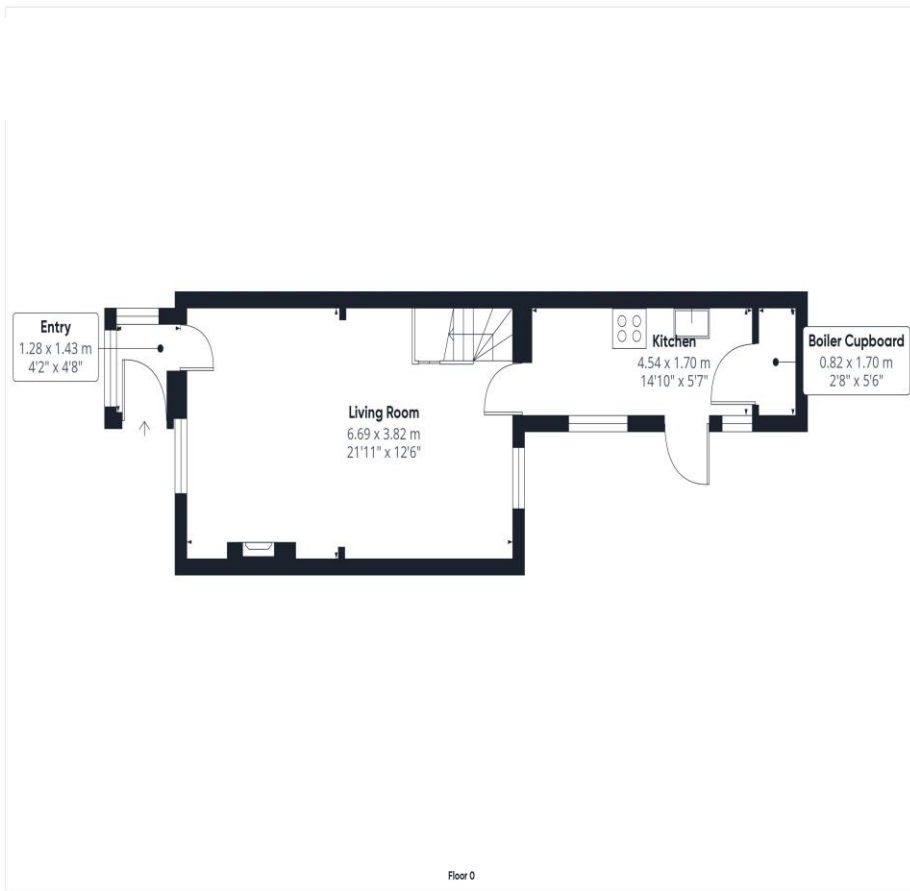 Entry
1.28 x 1.43 m
4'2" x 4'8"
Living Room
6.69 x 3.82 m
21'11" x 12'6"
Kitchen
4.54 x 1.70 m
14'10" x 5'7"
Boiler Cupboard
0.82 x 1.70 m
2'8" x 5'6"
Floor 0